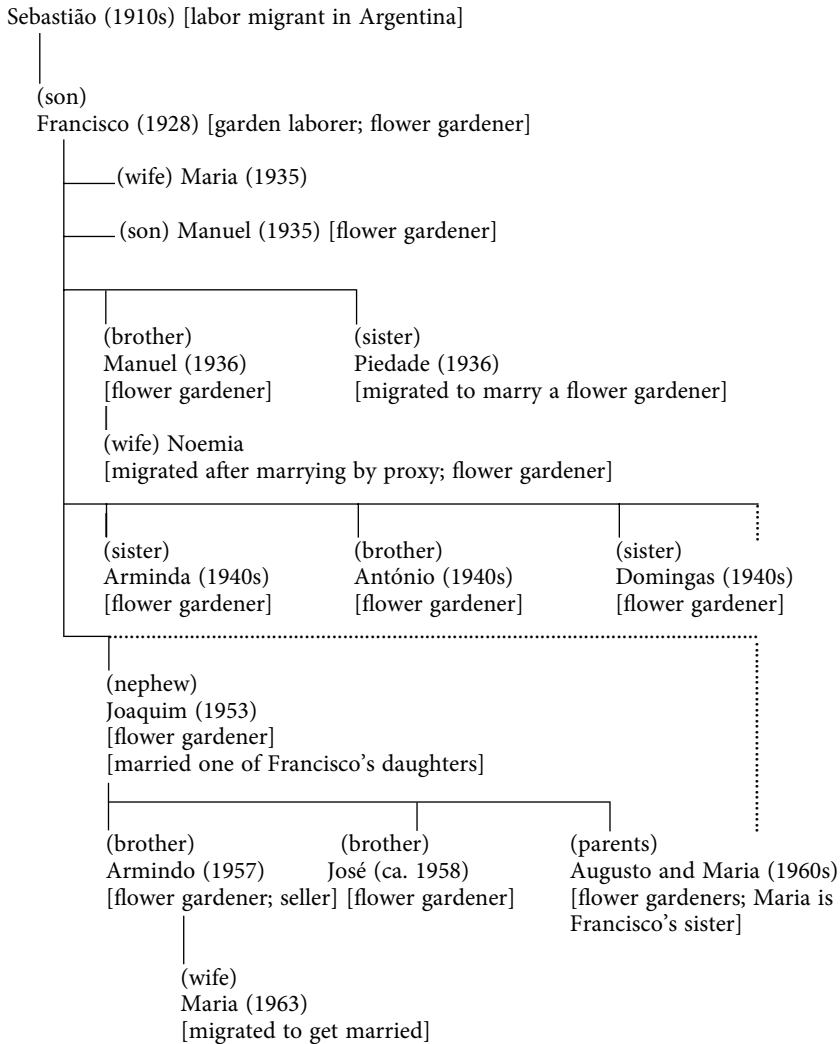 Sebastião (1910s) [labor migrant in Argentina]
(son)
Francisco (1928) [garden laborer; flower gardener]
(wife) Maria (1935)
(son) Manuel (1935) [flower gardener]
(brother)
Manuel (1936)
[flower gardener]
(sister)
Piedade (1936)
[migrated to marry a flower gardener]
(wife) Noemia
[migrated after marrying by proxy; flower gardener]
(sister)
Arminda (1940s)
[flower gardener]
(brother)
António (1940s)
[flower gardener]
(sister)
Domingas (1940s)
[flower gardener]
(nephew)
Joaquim (1953)
[flower gardener]
[married one of Francisco’s daughters]
(brother)
Armindo (1957)
[flower gardener; seller]
(brother)
José (ca. 1958)
[flower gardener]
(parents)
Augusto and Maria (1960s)
[flower gardeners; Maria is
Francisco’s sister]
(wife)
Maria (1963)
[migrated to get married]